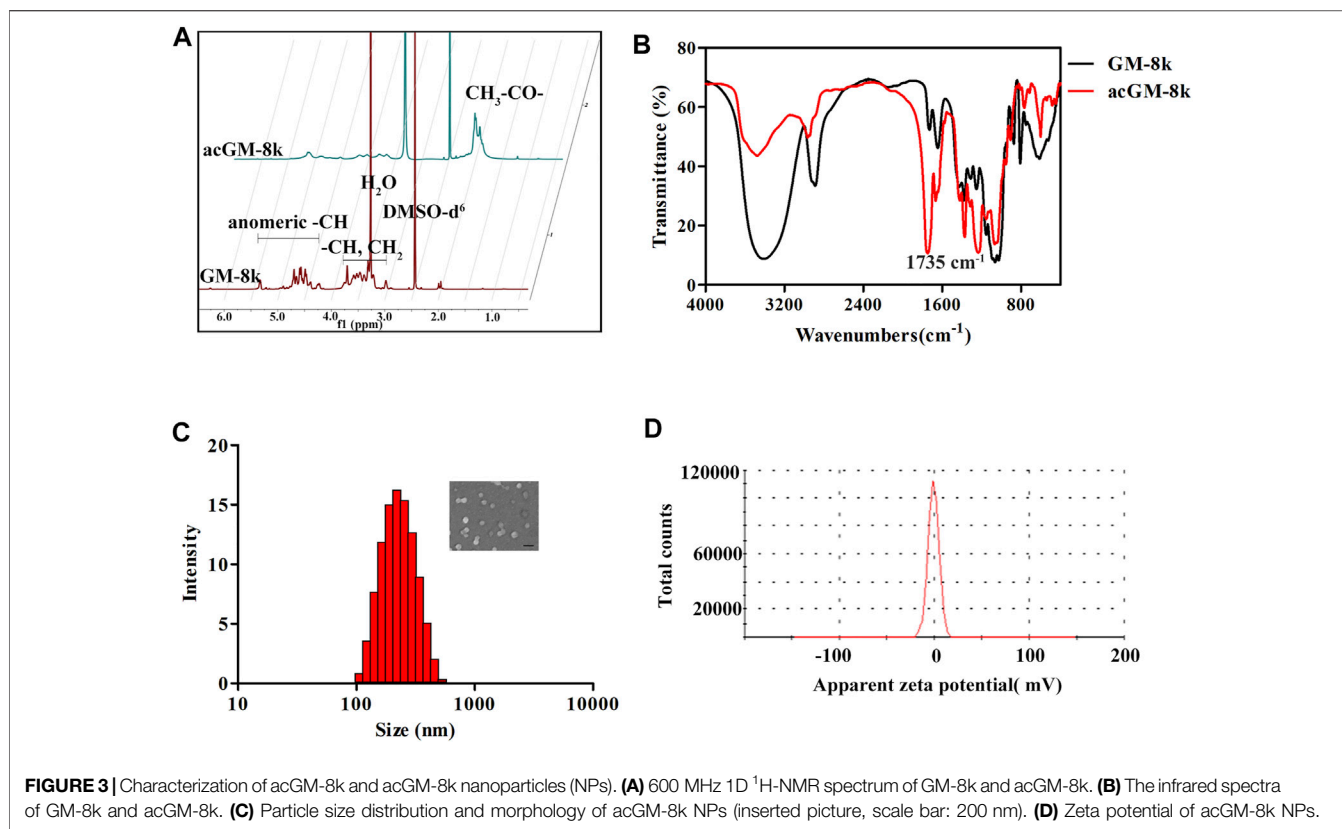 A
CH₃-CO-
acGM-8k
H₂O
DMSO-d⁶
anomeric -CH
-CH, CH₂
GM-8k
-2
-1
6.0 5.0 4.0 3.0 2.0 1.0
f1 (ppm)
B
GM-8k
acGM-8k
80
60
40
20
0
Transmittance (%)
1735 cm⁻¹
4000 3200 2400 1600 800
Wavenumbers(cm⁻¹)
C
20
15
10
5
0
Intensity
10 100 1000 10000
Size (nm)
D
120000
60000
20000
Total counts
-100 0 100 200
Apparent zeta potential( mV)
FIGURE 3 | Characterization of acGM-8k and acGM-8k nanoparticles (NPs). (A) 600 MHz 1D ¹H-NMR spectrum of GM-8k and acGM-8k. (B) The infrared spectra
of GM-8k and acGM-8k. (C) Particle size distribution and morphology of acGM-8k NPs (inserted picture, scale bar: 200 nm). (D) Zeta potential of acGM-8k NPs.